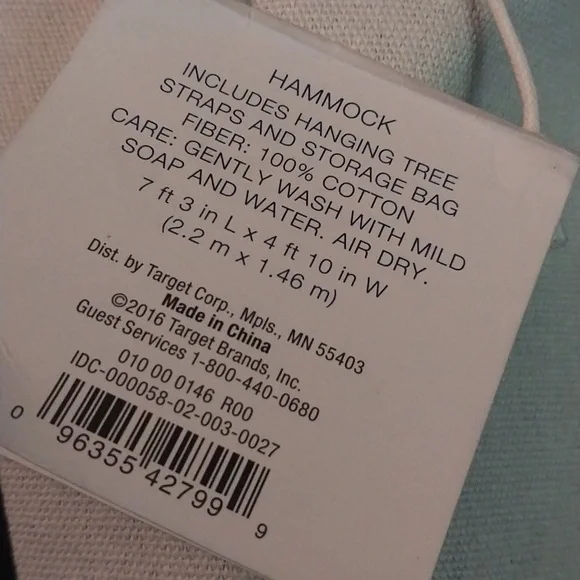 HAMMOCK
INCLUDES HANGING TREE
STRAPS AND STORAGE BAG
FIBER: 100% COTTON
CARE: GENTLY WASH WITH MILD
SOAP AND WATER. AIR DRY.
7 ft 3 in L x 4 ft 10 in W
(2.2 m x 1.46 m)
Dist. by Target Corp., Mpls., MN 55403
Made in China
©2016 Target Brands, Inc.
Guest Services 1-800-440-0680
010 00 0146 R00
IDC-000058-02-003-0027
0 96355 42799 9